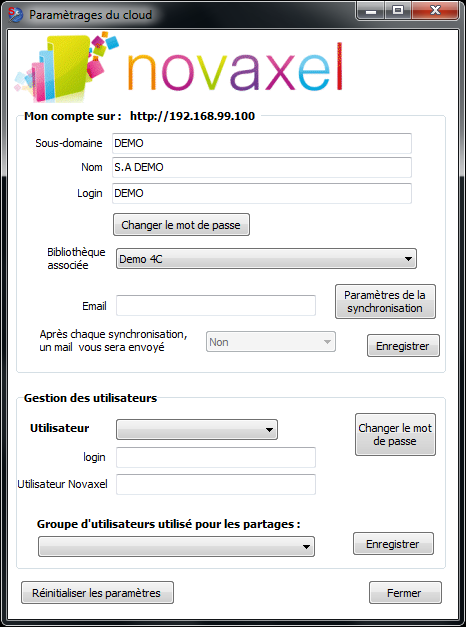 Paramètrages du cloud
novaxel
Mon compte sur : http://192.168.99.100
Sous-domaine DEMO
Nom S.A DEMO
Login DEMO
Changer le mot de passe
Bibliothèque
associée
Demo 4C
Email
Paramètres de la
synchronisation
Après chaque synchronisation,
un mail vous sera envoyé
Non
Enregistrer
Gestion des utilisateurs
Utilisateur
Changer le mot
de passe
login
Utilisateur Novaxel
Groupe d'utilisateurs utilisé pour les partages :
Enregistrer
Réinitialiser les paramètres
Fermer